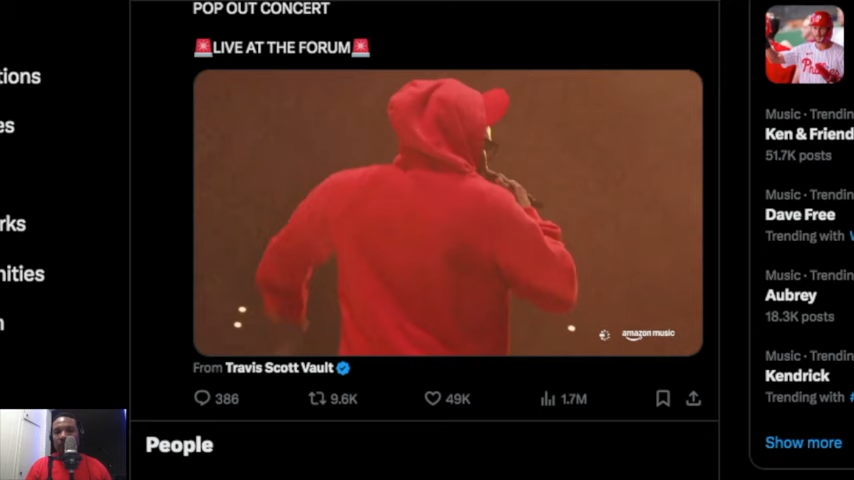 POP OUT CONCERT
🚨LIVE AT THE FORUM🚨
amazon music
From Travis Scott Vault
386
9.6K
49K
1.7M
People
tions
es
rks
nities
n
Phi
Music · Trendin
Ken & Friend
51.7K posts
Music · Trendin
Dave Free
Trending with
Music · Trendin
Aubrey
18.3K posts
Music · Trendin
Kendrick
Trending with #
Show more